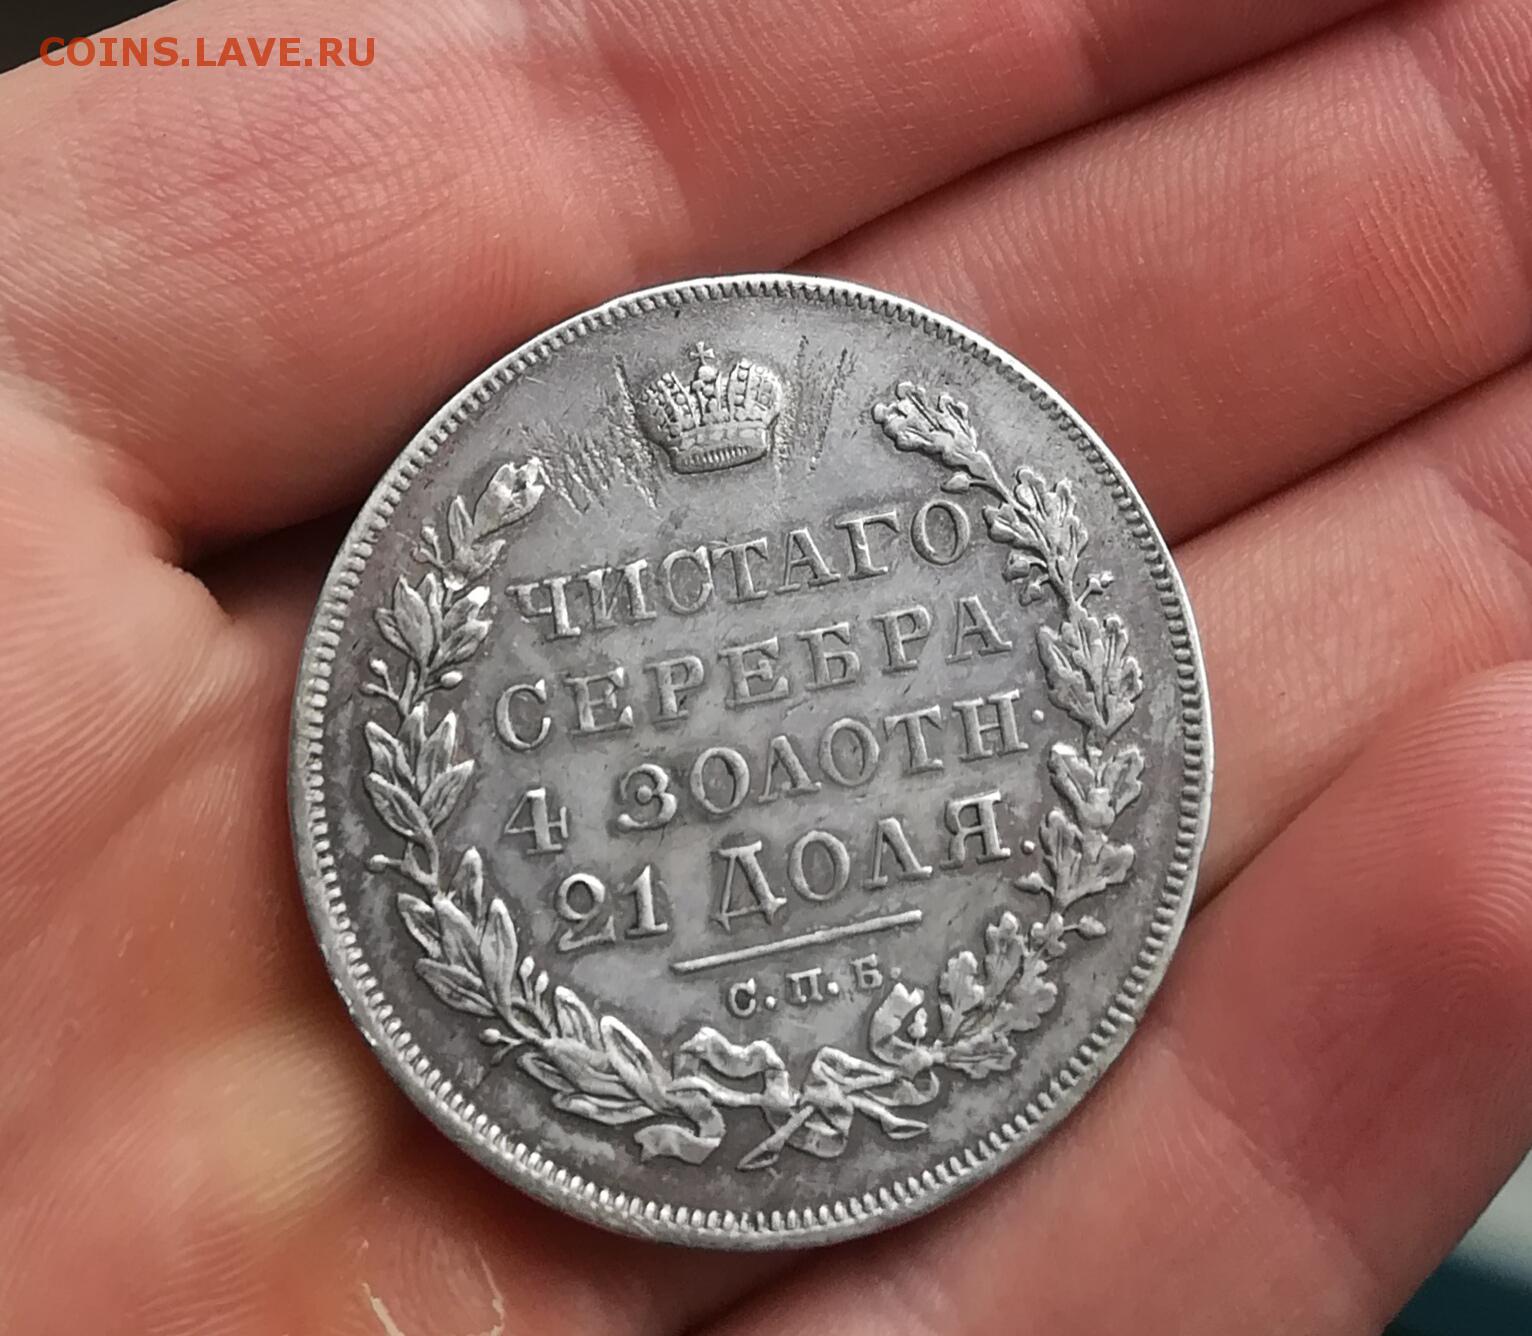 COINS.LAVE.RU
ЧИСТАГО
СЕРЕБРА
4 ЗОЛОТН.
21 ДОЛЯ.
С.П.Б.